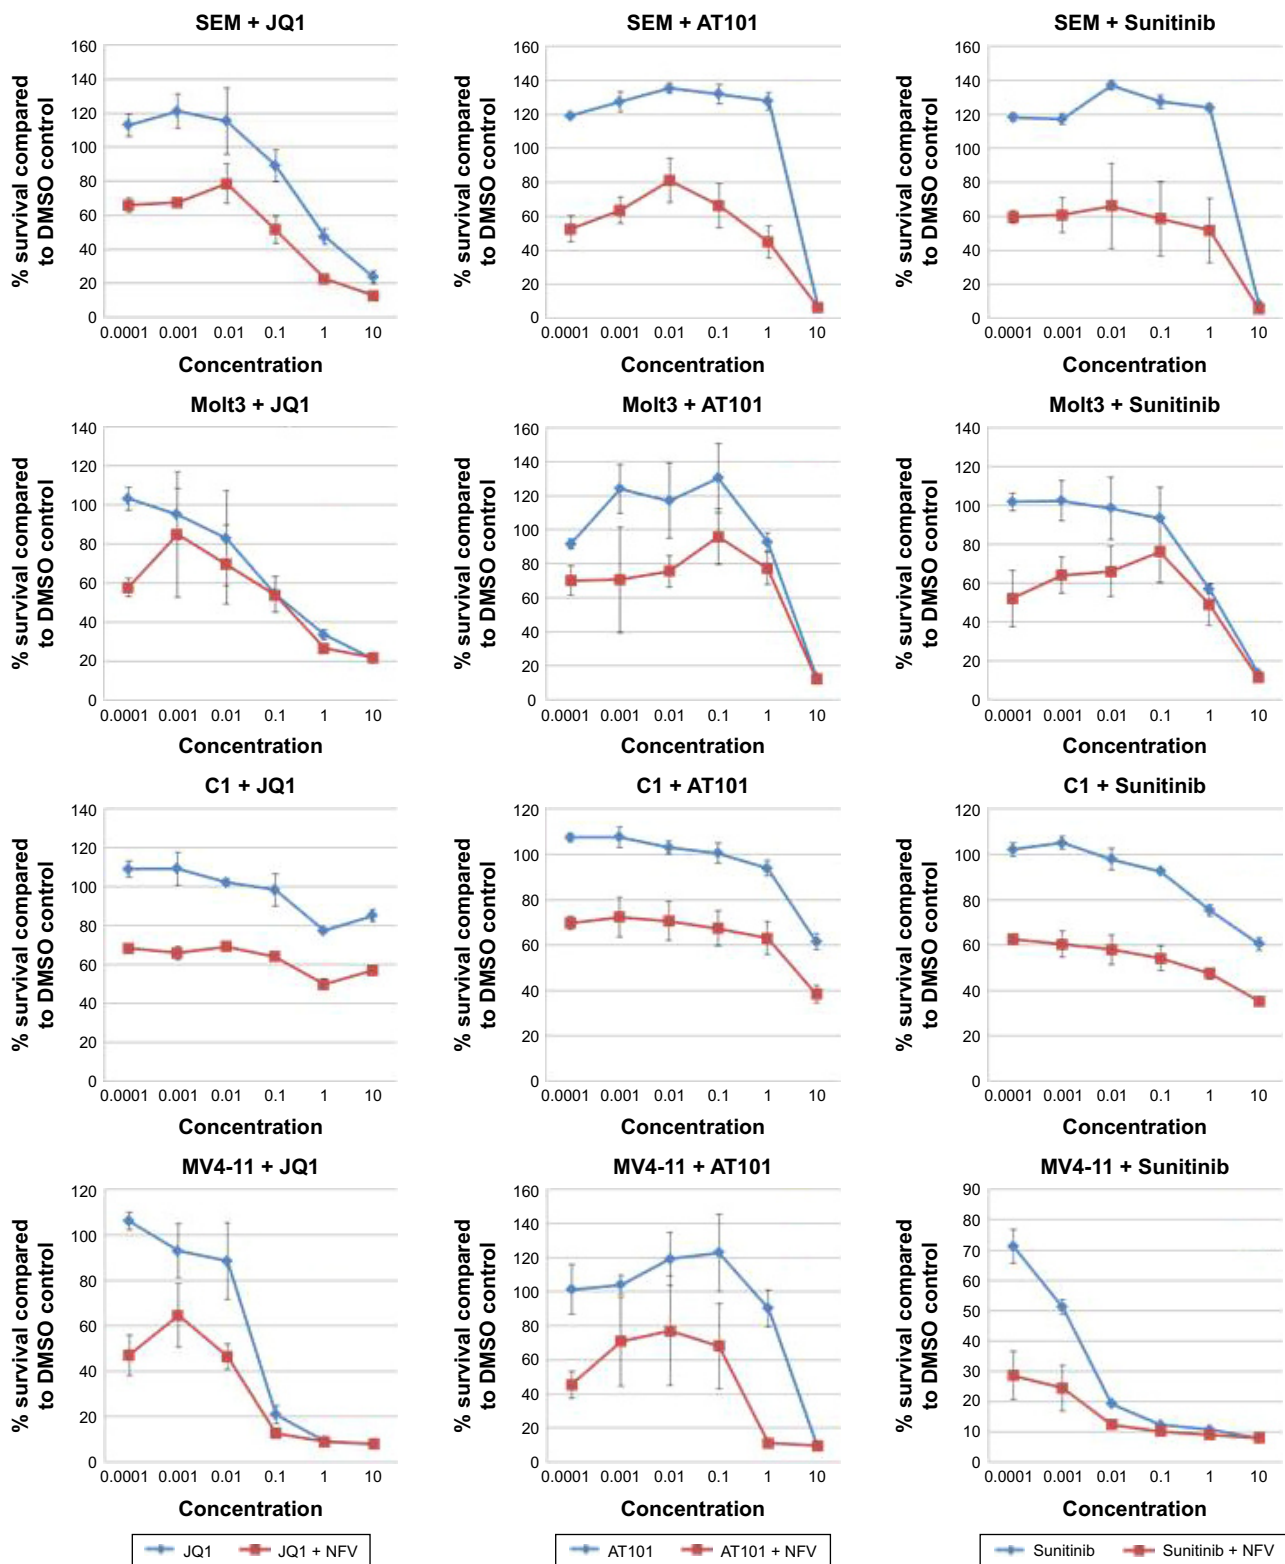 SEM + JQ1
% survival compared
to DMSO control
160
140
120
100
80
60
40
20
0
0.0001 0.001 0.01 0.1 1 10
Concentration
SEM + AT101
% survival compared
to DMSO control
160
140
120
100
80
60
40
20
0
0.0001 0.001 0.01 0.1 1 10
Concentration
SEM + Sunitinib
% survival compared
to DMSO control
160
140
120
100
80
60
40
20
0
0.0001 0.001 0.01 0.1 1 10
Concentration
Molt3 + JQ1
% survival compared
to DMSO control
140
120
100
80
60
40
20
0
0.0001 0.001 0.01 0.1 1 10
Concentration
Molt3 + AT101
% survival compared
to DMSO control
160
140
120
100
80
60
40
20
0
0.0001 0.001 0.01 0.1 1 10
Concentration
Molt3 + Sunitinib
% survival compared
to DMSO control
140
120
100
80
60
40
20
0
0.0001 0.001 0.01 0.1 1 10
Concentration
C1 + JQ1
% survival compared
to DMSO control
140
120
100
80
60
40
20
0
0.0001 0.001 0.01 0.1 1 10
Concentration
C1 + AT101
% survival compared
to DMSO control
120
100
80
60
40
20
0
0.0001 0.001 0.01 0.1 1 10
Concentration
C1 + Sunitinib
% survival compared
to DMSO control
120
100
80
60
40
20
0
0.0001 0.001 0.01 0.1 1 10
Concentration
MV4-11 + JQ1
% survival compared
to DMSO control
120
100
80
60
40
20
0
0.0001 0.001 0.01 0.1 1 10
Concentration
MV4-11 + AT101
% survival compared
to DMSO control
160
140
120
100
80
60
40
20
0
0.0001 0.001 0.01 0.1 1 10
Concentration
MV4-11 + Sunitinib
% survival compared
to DMSO control
90
80
70
60
50
40
30
20
10
0
0.0001 0.001 0.01 0.1 1 10
Concentration
JQ1 JQ1 + NFV
AT101 AT101 + NFV
Sunitinib Sunitinib + NFV